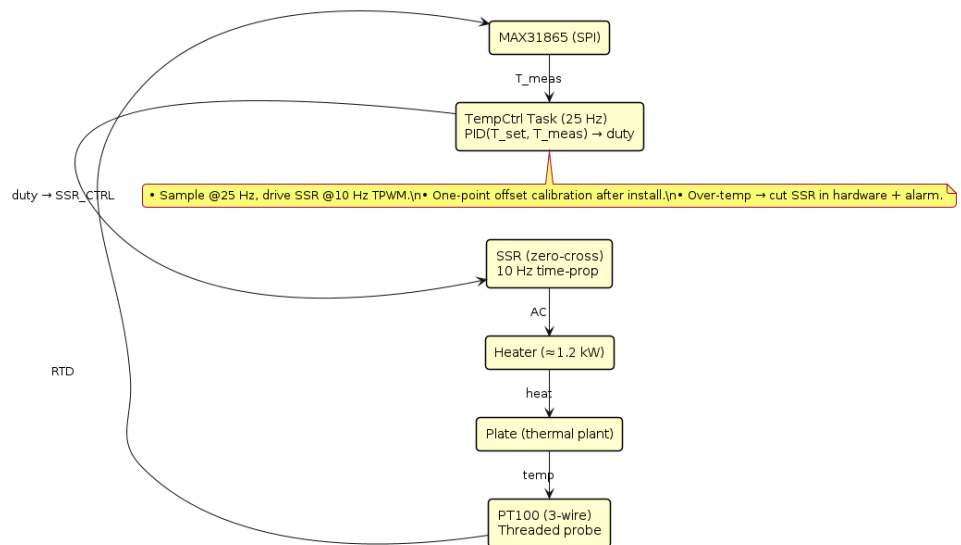 MAX31865 (SPI)
T_meas
TempCtrl Task (25 Hz)
PID(T_set, T_meas) → duty
duty → SSR_CTRL
• Sample @25 Hz, drive SSR @10 Hz TPWM.\n• One-point offset calibration after install.\n• Over-temp → cut SSR in hardware + alarm.
SSR (zero-cross)
10 Hz time-prop
AC
Heater (≈1.2 kW)
RTD
heat
Plate (thermal plant)
temp
PT100 (3-wire)
Threaded probe